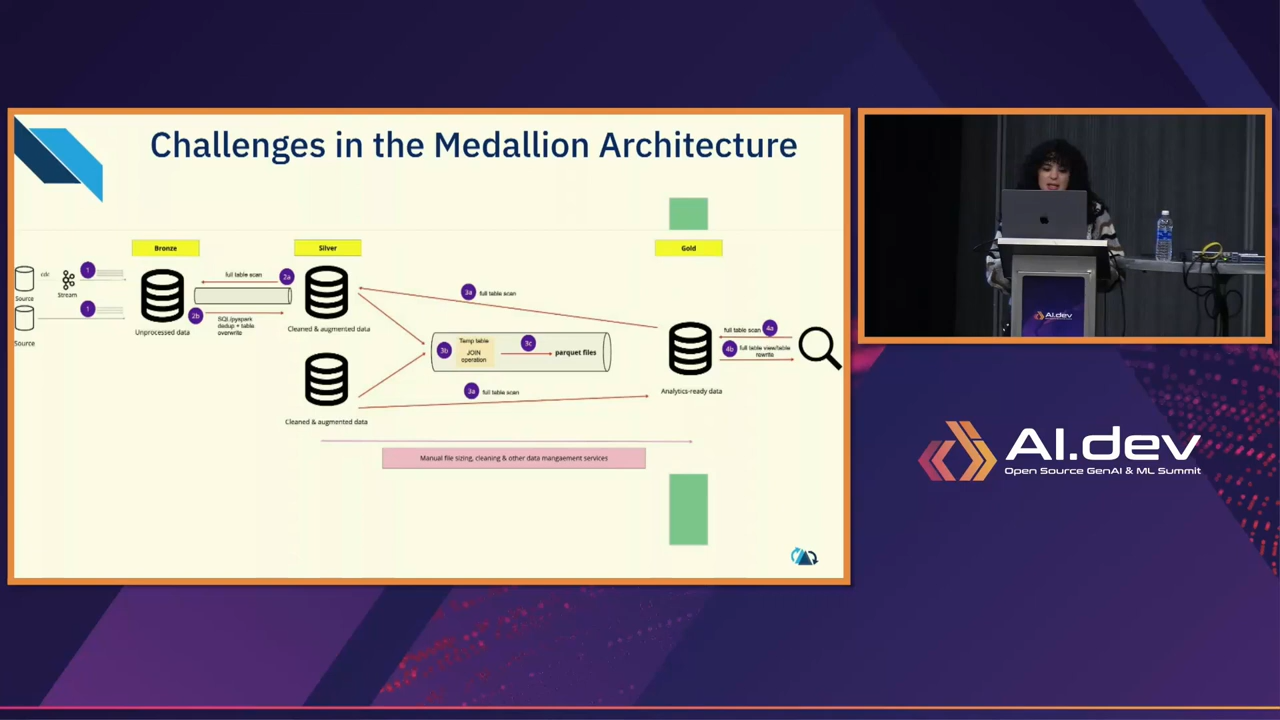 Challenges in the Medallion Architecture
Bronze
Silver
Gold
cdc
1
Source
Stream
1
Source
Unprocessed data
full table scan
2a
2b
SQL/pyspark
dedup + table
overwrite
Cleaned & augmented data
Cleaned & augmented data
3a
full table scan
3b
Temp table
JOIN
operation
3c
parquet files
3a
full table scan
Analytics-ready data
full table scan
4a
4b
full table view/table
rewrite
Manual file sizing, cleaning & other data mangaement services
AI.dev
AI.dev
Open Source GenAI & ML Summit